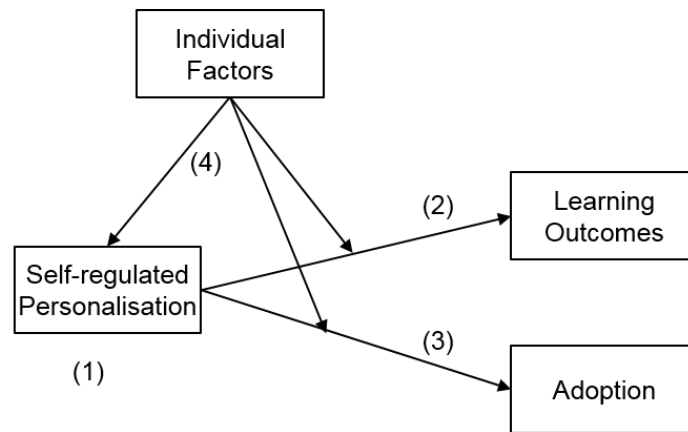 Individual
Factors
(4)
(2)
Learning
Outcomes
Self-regulated
Personalisation
(3)
(1)
Adoption